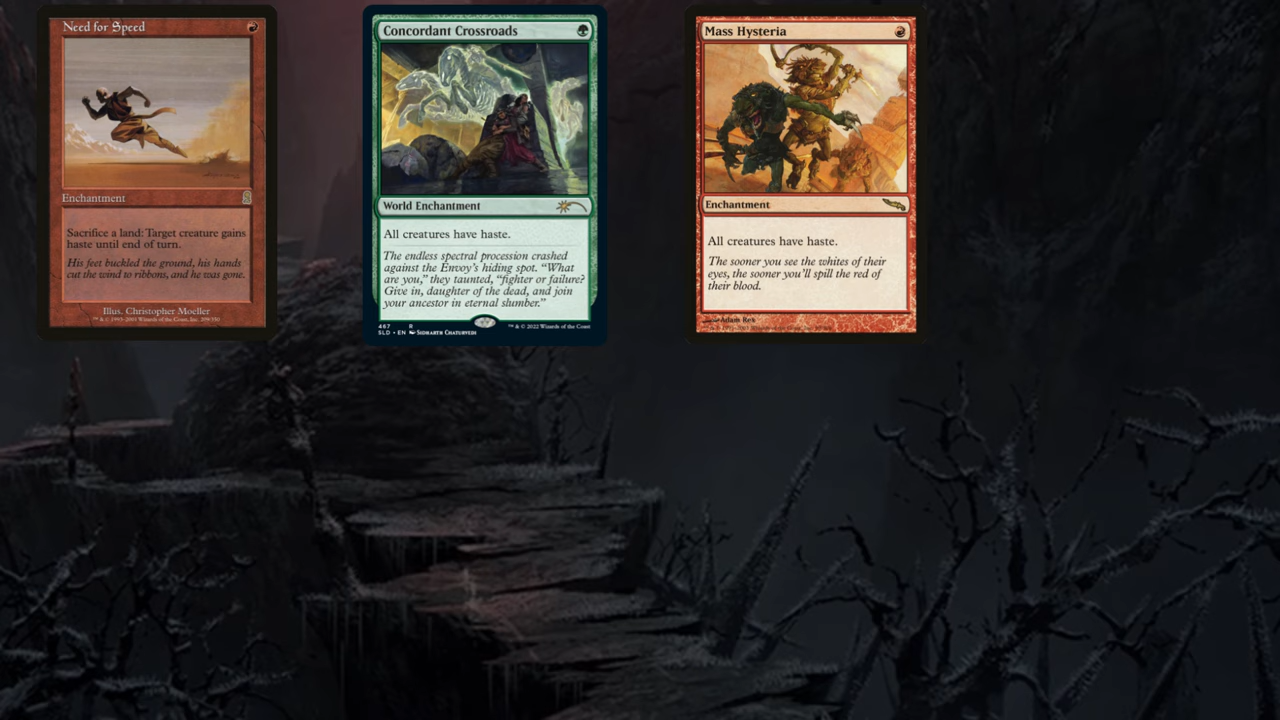 Need for Speed
Enchantment
Sacrifice a land: Target creature gains
haste until end of turn.
His feet buckled the ground, his hands
cut the wind to ribbons, and he was gone.
Illus. Christopher Moeller
Concordant Crossroads
World Enchantment
All creatures have haste.
The endless spectral procession crashed
against the Envoy's hiding spot. “What
are you,” they taunted, “fighter or failure?
Give in, daughter of the dead, and join
your ancestor in eternal slumber.”
467 R
SLD • EN Sidharth Chaturvedi
™ & © 2022 Wizards of the Coast
Mass Hysteria
Enchantment
All creatures have haste.
The sooner you see the whites of their
eyes, the sooner you'll spill the red of
their blood.
Adam Rex